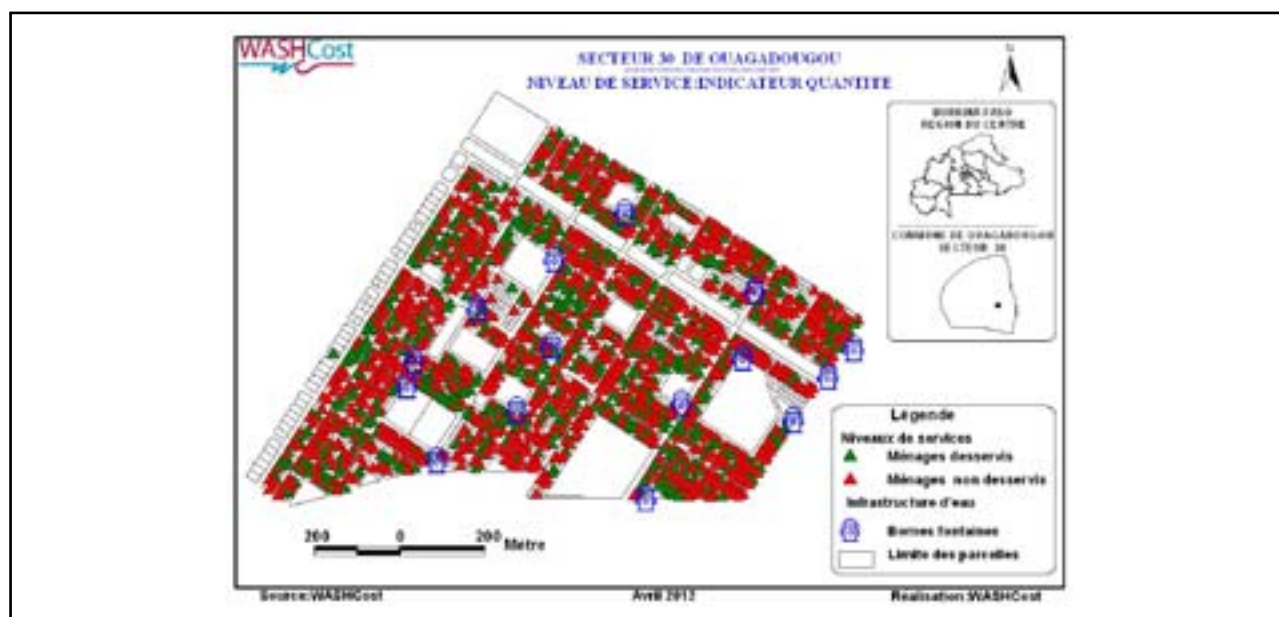 WASHCost
SECTEUR 30 DE OUAGADOUGOU
NIVEAU DE SERVICE:INDICATEUR QUANTITE
N
BURKINA FASO
REGION DU CENTRE
COMMUNE DE OUAGADOUGOU
SECTEUR 30
Légende
Niveaux de services
Ménages desservis
Ménages non desservis
Infrastructure d'eau
Bornes fontaines
Limite des parcelles
200 0 200 Mètre
Source:WASHCost
Avril 2012
Réalisation:WASHCost